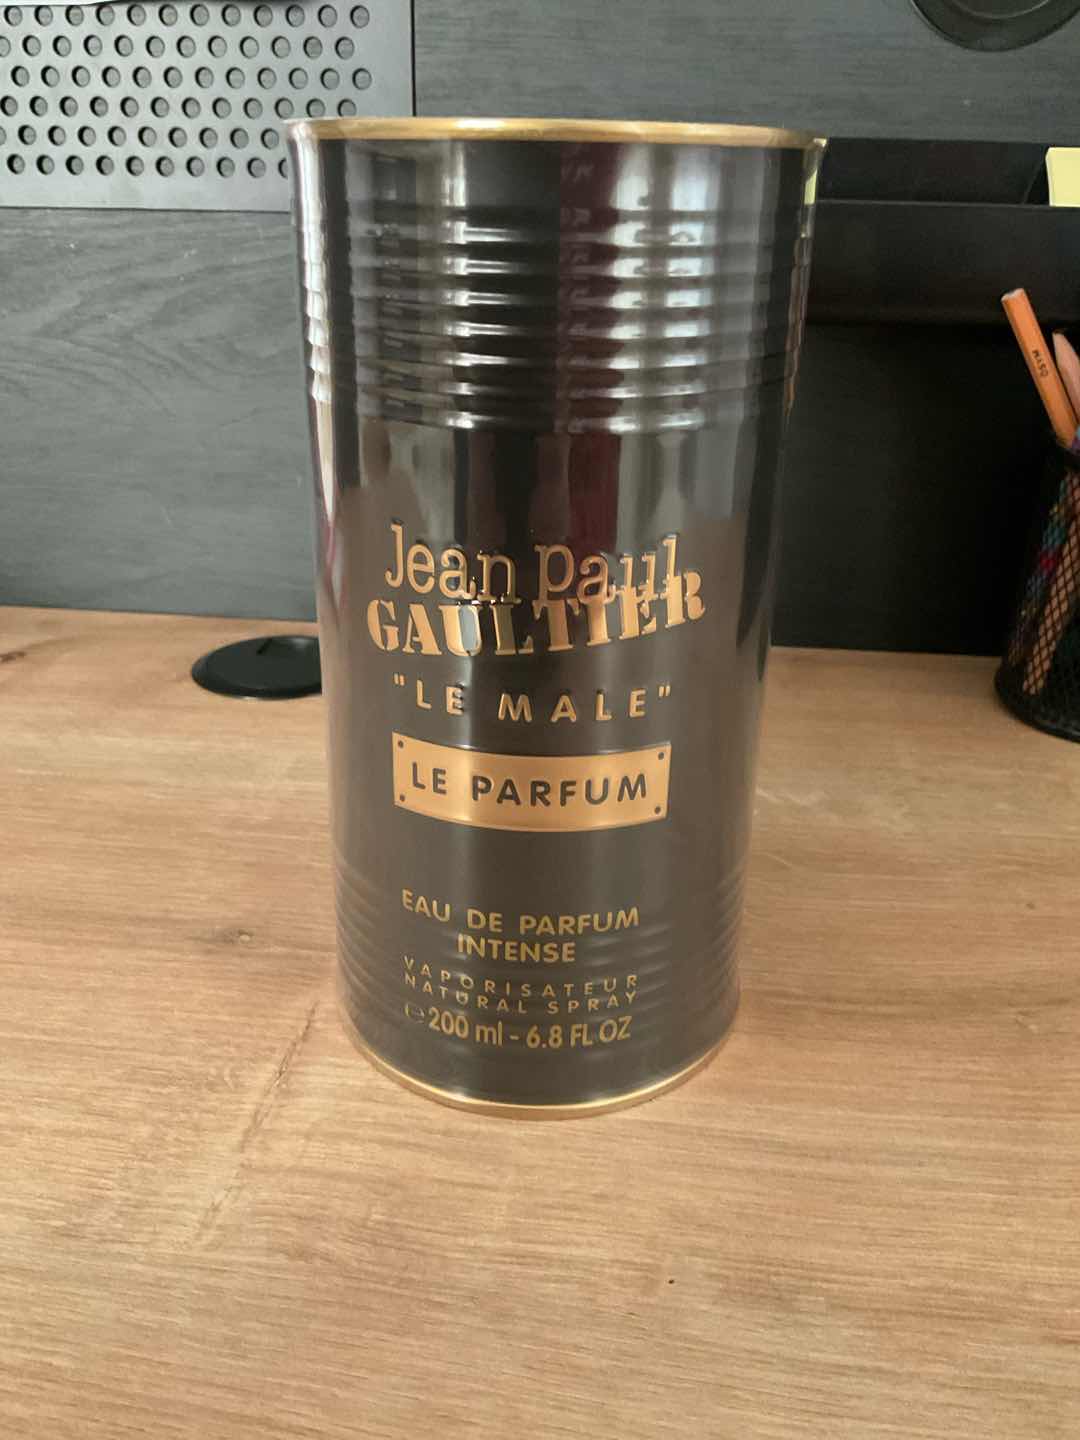 Jean Paul
GAULTIER
"LE MALE"
LE PARFUM
EAU DE PARFUM
INTENSE
VAPORISATEUR
NATURAL SPRAY
℮ 200 ml - 6.8 FL OZ
ÖSYM